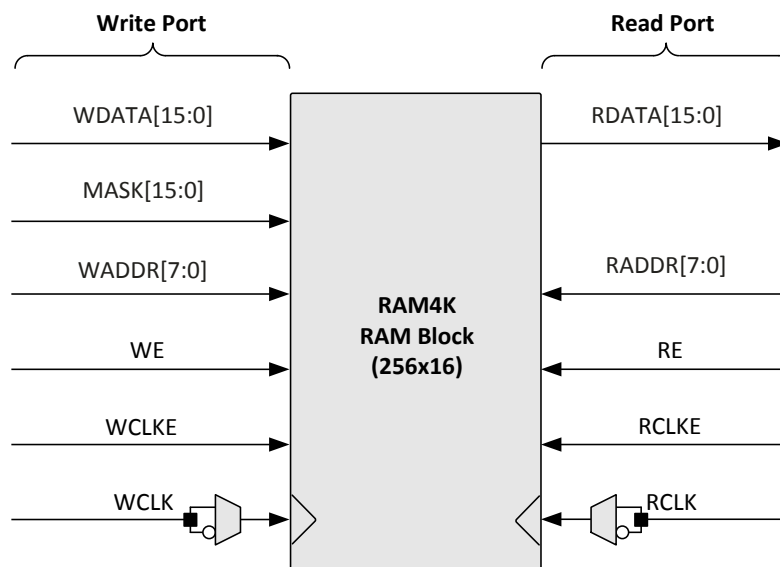 Write Port
Read Port
WDATA[15:0]
RDATA[15:0]
MASK[15:0]
WADDR[7:0]
RADDR[7:0]
RAM4K
RAM Block
(256x16)
WE
RE
WCLKE
RCLKE
WCLK
RCLK